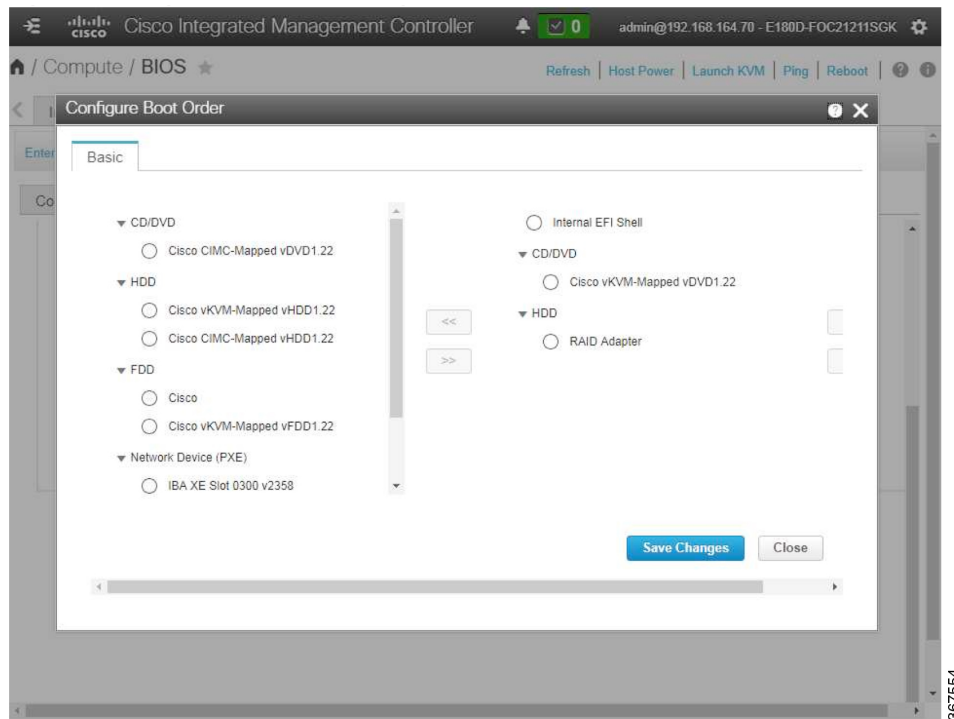 cisco Cisco Integrated Management Controller 0 admin@192.168.164.70 - E180D-FOC21211SGK
/ Compute / BIOS
Refresh | Host Power | Launch KVM | Ping | Reboot |
Configure Boot Order
Enter
Basic
Co
CD/DVD
Cisco CIMC-Mapped vDVD1.22
HDD
Cisco vKVM-Mapped vHDD1.22
Cisco CIMC-Mapped vHDD1.22
FDD
Cisco
Cisco vKVM-Mapped vFDD1.22
Network Device (PXE)
IBA XE Slot 0300 v2358
<<
>>
Internal EFI Shell
CD/DVD
Cisco vKVM-Mapped vDVD1.22
HDD
RAID Adapter
Save Changes
Close
367554